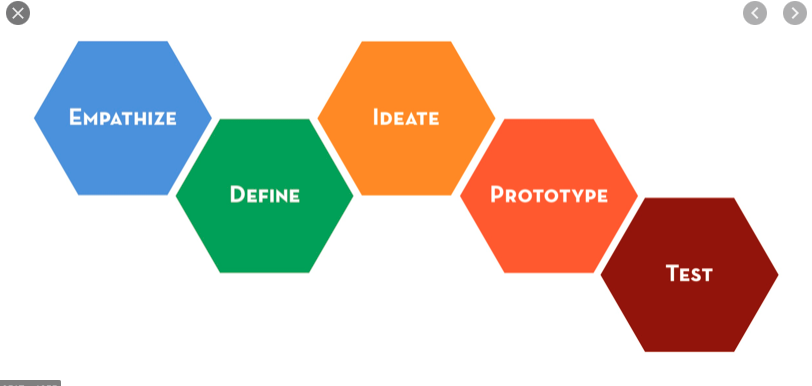 Empathize
Define
Ideate
Prototype
Test